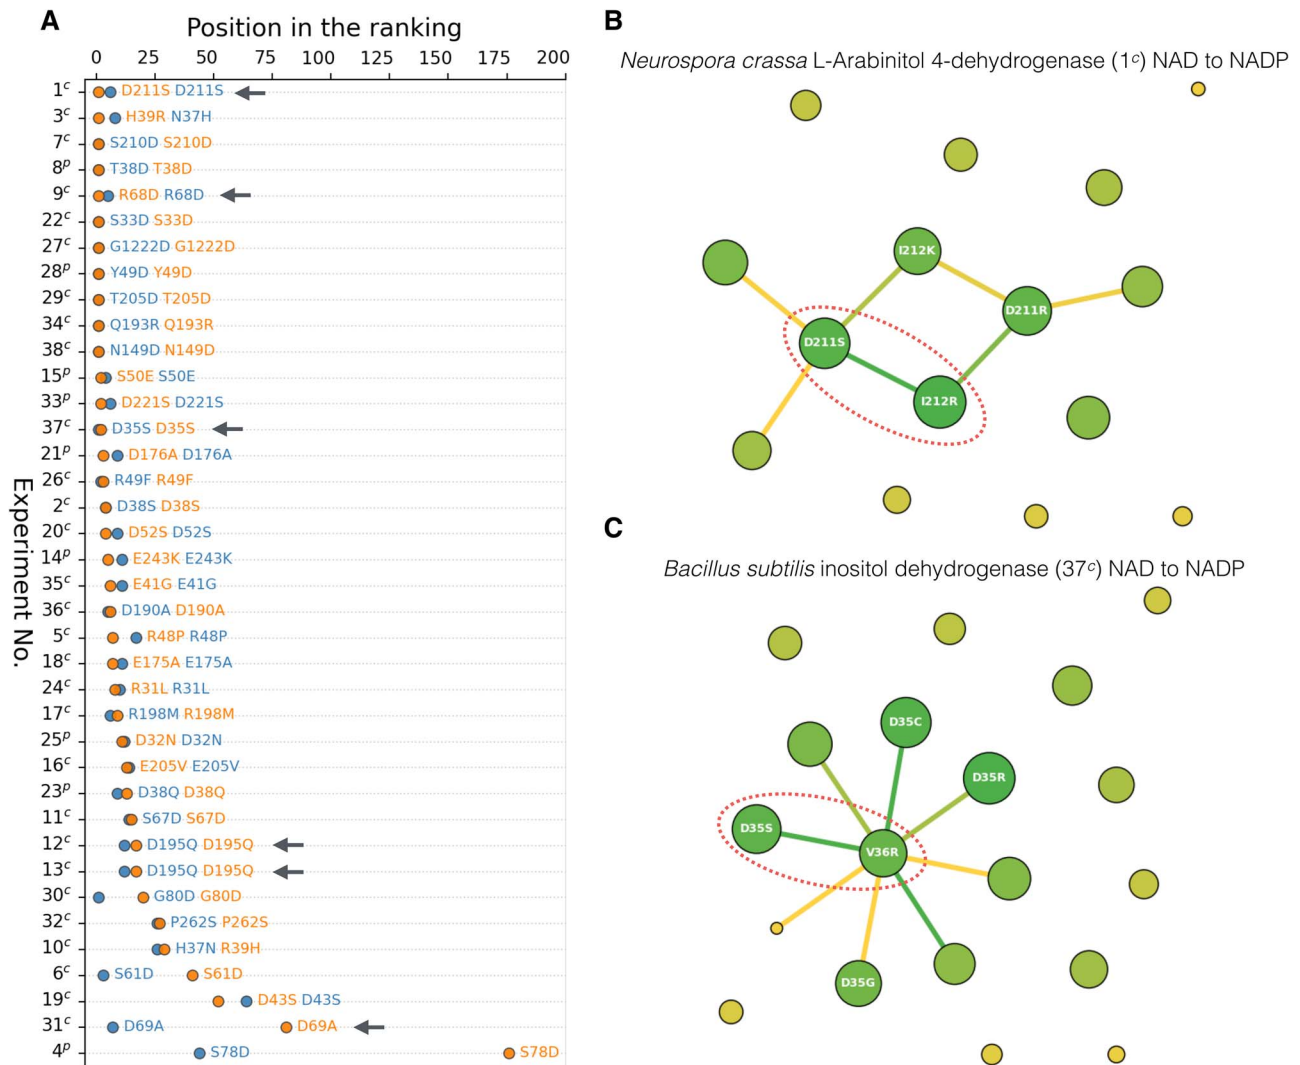 A
Position in the ranking
0 25 50 75 100 125 150 175 200
Experiment No.
1c D211S D211S
3c H39R N37H
7c S210D S210D
8p T38D T38D
9c R68D R68D
22c S33D S33D
27c G1222D G1222D
28p Y49D Y49D
29c T205D T205D
34c Q193R Q193R
38c N149D N149D
15p S50E S50E
33p D221S D221S
37c D35S D35S
21p D176A D176A
26c R49F R49F
2c D38S D38S
20c D52S D52S
14p E243K E243K
35c E41G E41G
36c D190A D190A
5c R48P R48P
18c E175A E175A
24c R31L R31L
17c R198M R198M
25p D32N D32N
16c E205V E205V
23p D38Q D38Q
11c S67D S67D
12c D195Q D195Q
13c D195Q D195Q
30c G80D G80D
32c P262S P262S
10c H37N R39H
6c S61D S61D
19c D43S D43S
31c D69A D69A
4p S78D S78D
B
Neurospora crassa L-Arabinitol 4-dehydrogenase (1c) NAD to NADP
I212K
D211R
D211S
I212R
C
Bacillus subtilis inositol dehydrogenase (37c) NAD to NADP
D35C
D35R
D35S
V36R
D35G